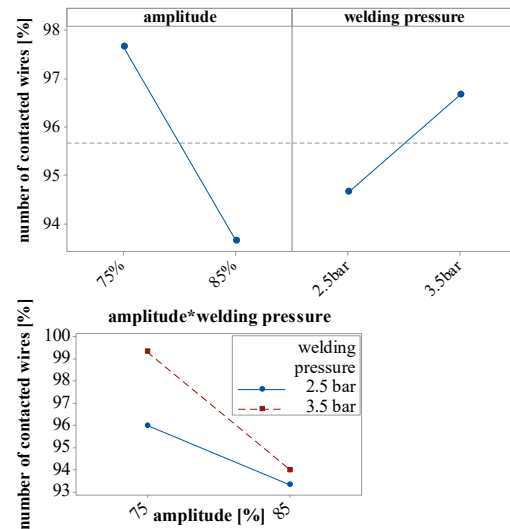 amplitude welding pressure
number of contacted wires [%]
98
97
96
95
94
75% 85% 2.5bar 3.5bar
amplitude*welding pressure
number of contacted wires [%]
100
99
98
97
96
95
94
93
welding
pressure
2.5 bar
3.5 bar
75 85
amplitude [%]